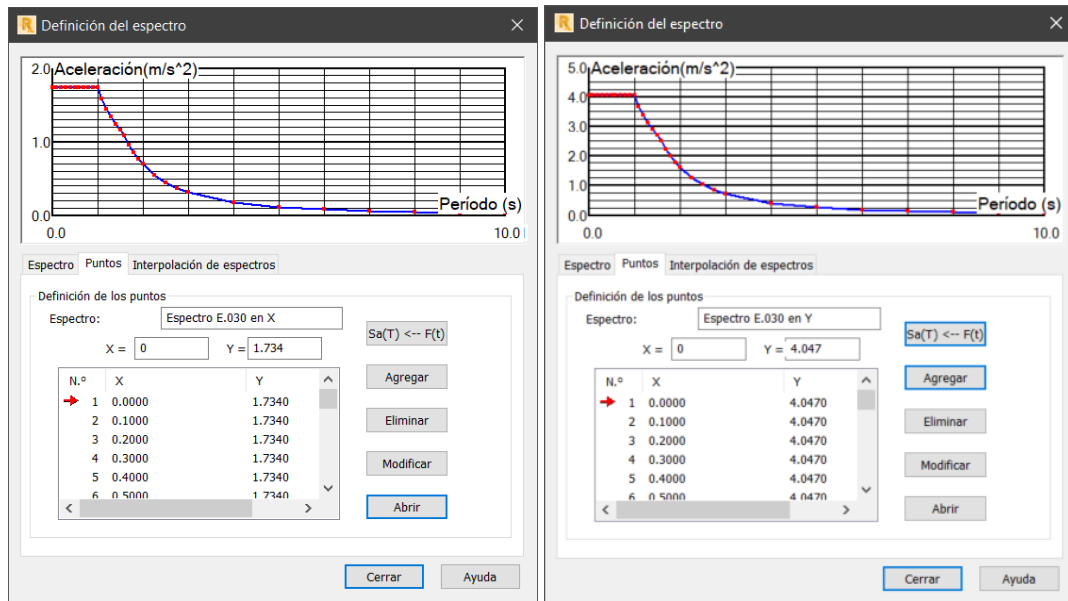 Definición del espectro
2.0 Aceleración(m/s^2)
1.0
0.0
Período (s)
0.0 10.0
Espectro Puntos Interpolación de espectros
Definición de los puntos
Espectro: Espectro E.030 en X
Sa(T) <-- F(t)
X = 0 Y = 1.734
Agregar
N.º X Y
1 0.0000 1.7340
2 0.1000 1.7340
Eliminar
3 0.2000 1.7340
4 0.3000 1.7340
Modificar
5 0.4000 1.7340
6 0.5000 1.7340
Abrir
Cerrar Ayuda
Definición del espectro
5.0 Aceleración(m/s^2)
4.0
3.0
2.0
1.0
0.0
Período (s)
0.0 10.0
Espectro Puntos Interpolación de espectros
Definición de los puntos
Espectro: Espectro E.030 en Y
Sa(T) <-- F(t)
X = 0 Y = 4.047
Agregar
N.º X Y
1 0.0000 4.0470
2 0.1000 4.0470
Eliminar
3 0.2000 4.0470
4 0.3000 4.0470
Modificar
5 0.4000 4.0470
6 0.5000 4.0470
Abrir
Cerrar Ayuda